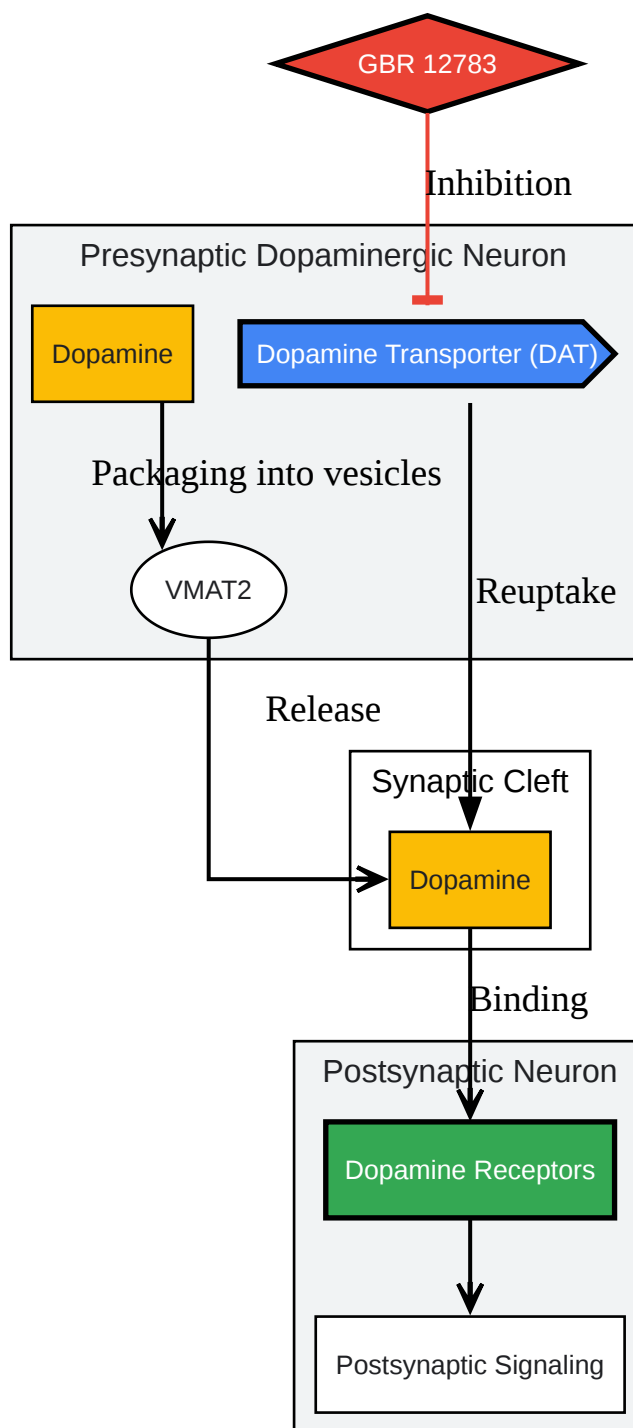 GBR 12783
Inhibition
Presynaptic Dopaminergic Neuron
Dopamine
Dopamine Transporter (DAT)
Packaging into vesicles
VMAT2
Reuptake
Release
Synaptic Cleft
Dopamine
Binding
Postsynaptic Neuron
Dopamine Receptors
Postsynaptic Signaling